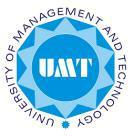 UNIVERSITY OF MANAGEMENT AND TECHNOLOGY
UMT